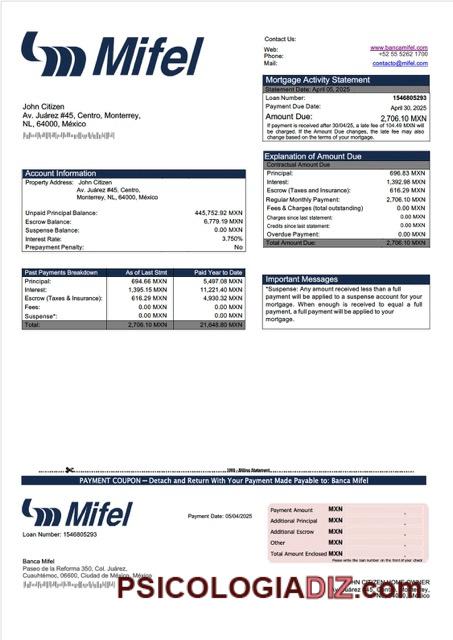 Mifel
Contact Us:
Web: www.bancamifel.com
Phone: +52 55 5262 1700
Mail: contacto@mifel.com
Mortgage Activity Statement
Statement Date: April 05, 2025
Loan Number: 1546805293
Payment Due Date: April 30, 2025
Amount Due: 2,706.10 MXN
If payment is received after 30/04/25, a late fee of 104.49 MXN will
be charged. If the Amount Due changes, the late fee may also
change based on the terms of your mortgage.
John Citizen
Av. Juárez #45, Centro, Monterrey,
NL, 64000, México
Account Information
Property Address: John Citizen
Av. Juárez #45, Centro,
Monterrey, NL, 64000, México
Unpaid Principal Balance: 445,752.92 MXN
Escrow Balance: 6,779.19 MXN
Suspense Balance: 0.00 MXN
Interest Rate: 3.750%
Prepayment Penalty: No
Explanation of Amount Due
Contractual Amount Due
Principal: 696.83 MXN
Interest: 1,392.98 MXN
Escrow (Taxes and Insurance): 616.29 MXN
Regular Monthly Payment: 2,706.10 MXN
Fees & Charges (total outstanding) 0.00 MXN
Charges since last statement: 0.00 MXN
Credits since last statement: 0.00 MXN
Overdue Payment: 0.00 MXN
Total Amount Due: 2,706.10 MXN
Past Payments Breakdown As of Last Stmt Paid Year to Date
Principal: 694.66 MXN 5,497.08 MXN
Interest: 1,395.15 MXN 11,221.40 MXN
Escrow (Taxes & Insurance): 616.29 MXN 4,930.32 MXN
Fees: 0.00 MXN 0.00 MXN
Suspense*: 0.00 MXN 0.00 MXN
Total: 2,706.10 MXN 21,648.80 MXN
Important Messages
*Suspense: Any amount received less than a full
payment will be applied to a suspense account for your
mortgage. When enough is received to equal a full
payment, a full payment will be applied to your
mortgage.
Billing Statement
PAYMENT COUPON — Detach and Return With Your Payment Made Payable to: Banca Mifel
Mifel
Loan Number: 1546805293
Payment Date: 05/04/2025
Payment Amount MXN
Additional Principal MXN
Additional Escrow MXN
Other MXN
Total Amount Enclosed MXN
Please write the loan number on the front of your check
Banca Mifel
Paseo de la Reforma 350, Col. Juárez,
Cuauhtémoc, 06600, Ciudad de México, México
JOHN CITIZEN HOME OWNER
Av. Juárez #45, Centro, Monterrey,
NL, 64000, México
PSICOLOGIADIZ.com